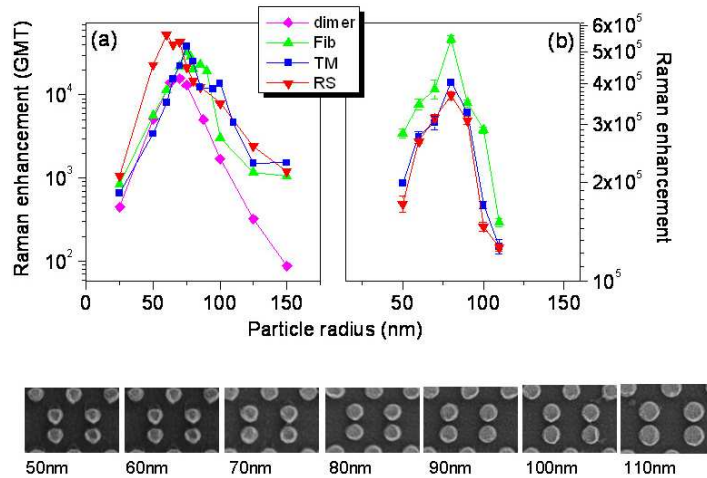 dimer
Fib
TM
RS
(a)
(b)
Raman enhancement (GMT)
10⁴
10³
10²
0
50
100
150
50
100
150
Particle radius (nm)
6x10⁵
5x10⁵
4x10⁵
3x10⁵
2x10⁵
10⁵
Raman enhancement
50nm
60nm
70nm
80nm
90nm
100nm
110nm